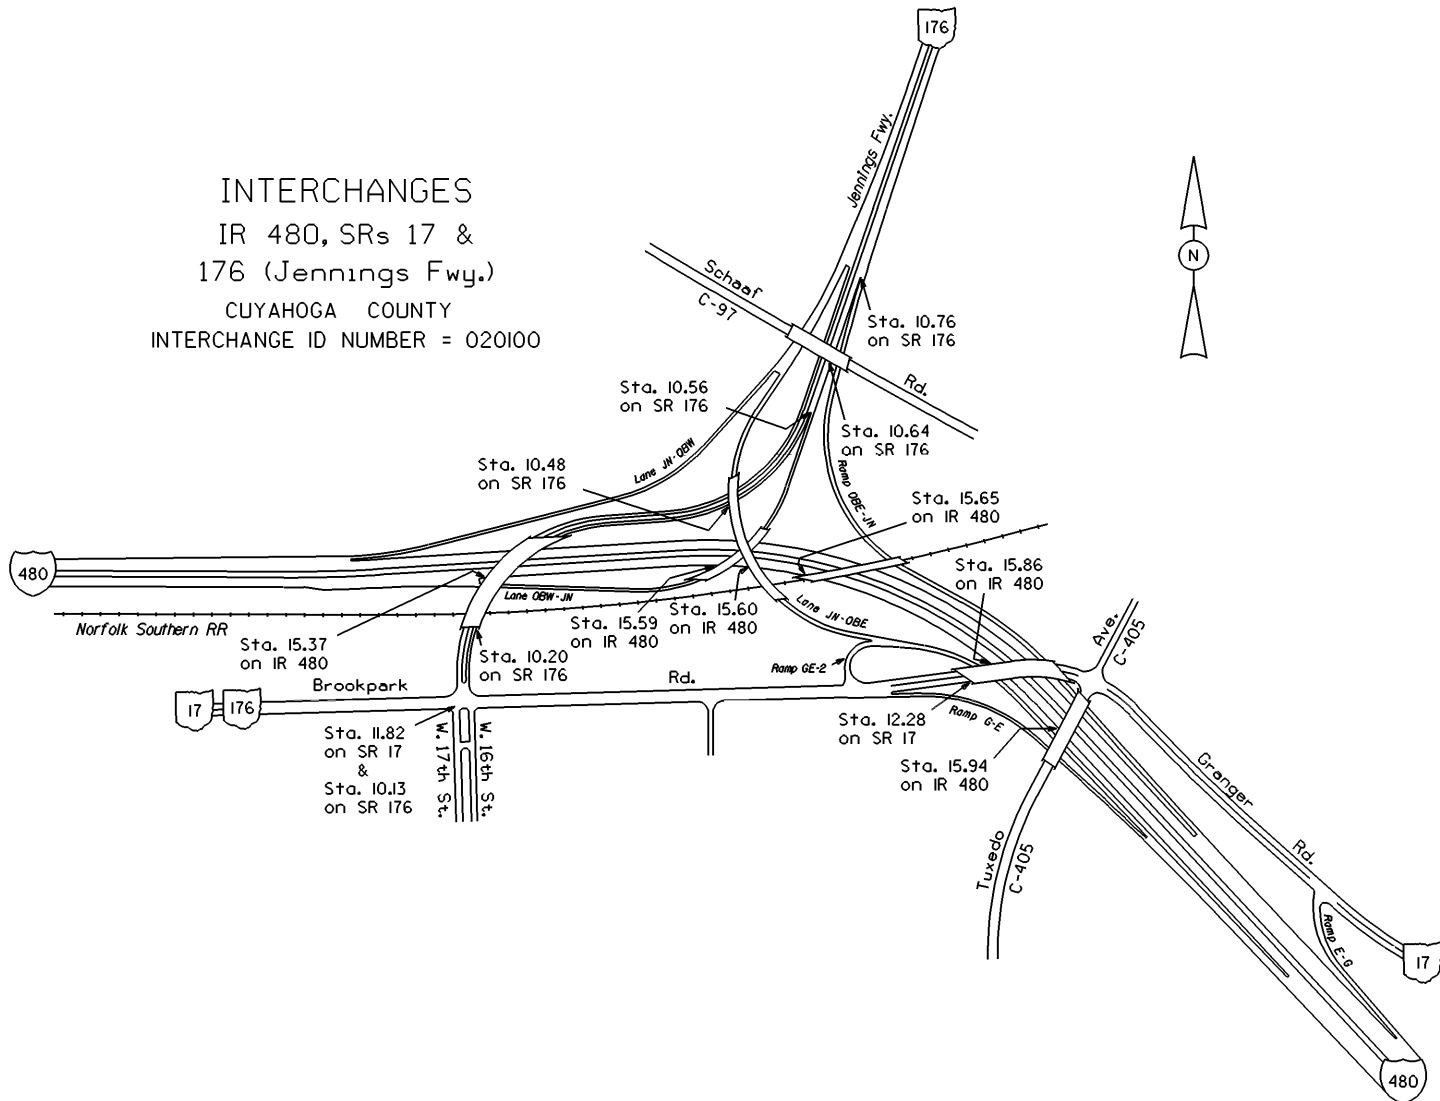 176
Jennings Fwy.
INTERCHANGES
IR 480, SRs 17 &
176 (Jennings Fwy.)
CUYAHOGA COUNTY
INTERCHANGE ID NUMBER = 020100
N
Schaaf
C-97
Rd.
Sta. 10.76
on SR 176
Sta. 10.56
on SR 176
Sta. 10.64
on SR 176
Lane JN-OBW
Ramp OBE-JN
Sta. 10.48
on SR 176
Sta. 15.65
on IR 480
480
Sta. 15.86
on IR 480
Lane OBW-JN
Lane JN-OBE
Norfolk Southern RR
Sta. 15.37
on IR 480
Sta. 10.20
on SR 176
Sta. 15.59
on IR 480
Sta. 15.60
on IR 480
Ave.
C-405
Ramp GE-2
Brookpark
Rd.
17
176
Sta. 11.82
on SR 17
&
Sta. 10.13
on SR 176
W. 17th St.
W. 16th St.
Ramp G-E
Sta. 12.28
on SR 17
Sta. 15.94
on IR 480
Granger
Rd.
Tuxedo
C-405
Ramp E-G
17
480